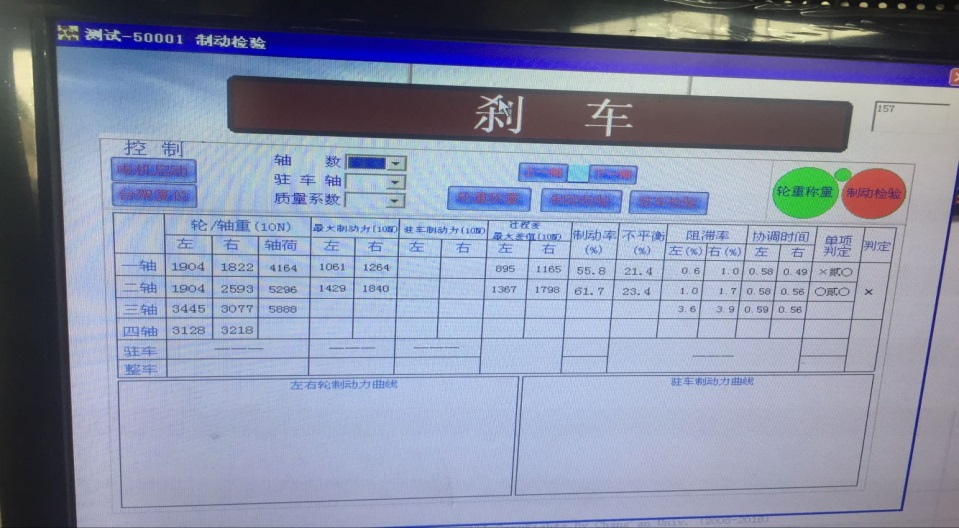 测试-50001 制动检验
刹 车
157
控 制
轴 数
驻 车 轴
质量系数
电机启动
轮重称量
制动检验
轮/轴重(10N) 最大制动力(10N) 驻车制动力(10N) 过程差最大差值(10N) 制动率(%) 不平衡(%) 阻滞率 协调时间 单项判定 判定
左 右 轴荷 左 右 左 右 左 右 左(%) 右(%) 左 右
一轴 1904 1822 4164 1061 1264 895 1165 55.8 21.4 0.6 1.0 0.58 0.49 ×贰○
二轴 1904 2593 5296 1429 1840 1367 1798 61.7 23.4 1.0 1.7 0.58 0.56 ○贰○ ×
三轴 3445 3077 5888 3.6 3.9 0.59 0.56
四轴 3128 3218
驻车 ——— ——— ——— ———
整车
左右轮制动力曲线
驻车制动力曲线